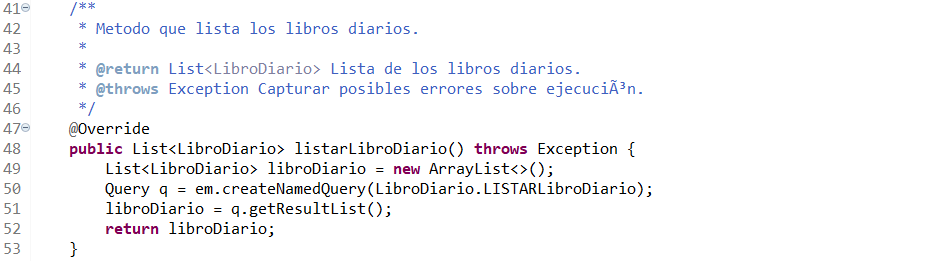 41 /**
42  * Metodo que lista los libros diarios.
43  *
44  * @return List<LibroDiario> Lista de los libros diarios.
45  * @throws Exception Capturar posibles errores sobre ejecuciÃ³n.
46  */
47 @Override
48 public List<LibroDiario> listarLibroDiario() throws Exception {
49     List<LibroDiario> libroDiario = new ArrayList<>();
50     Query q = em.createNamedQuery(LibroDiario.LISTARLibroDiario);
51     libroDiario = q.getResultList();
52     return libroDiario;
53 }